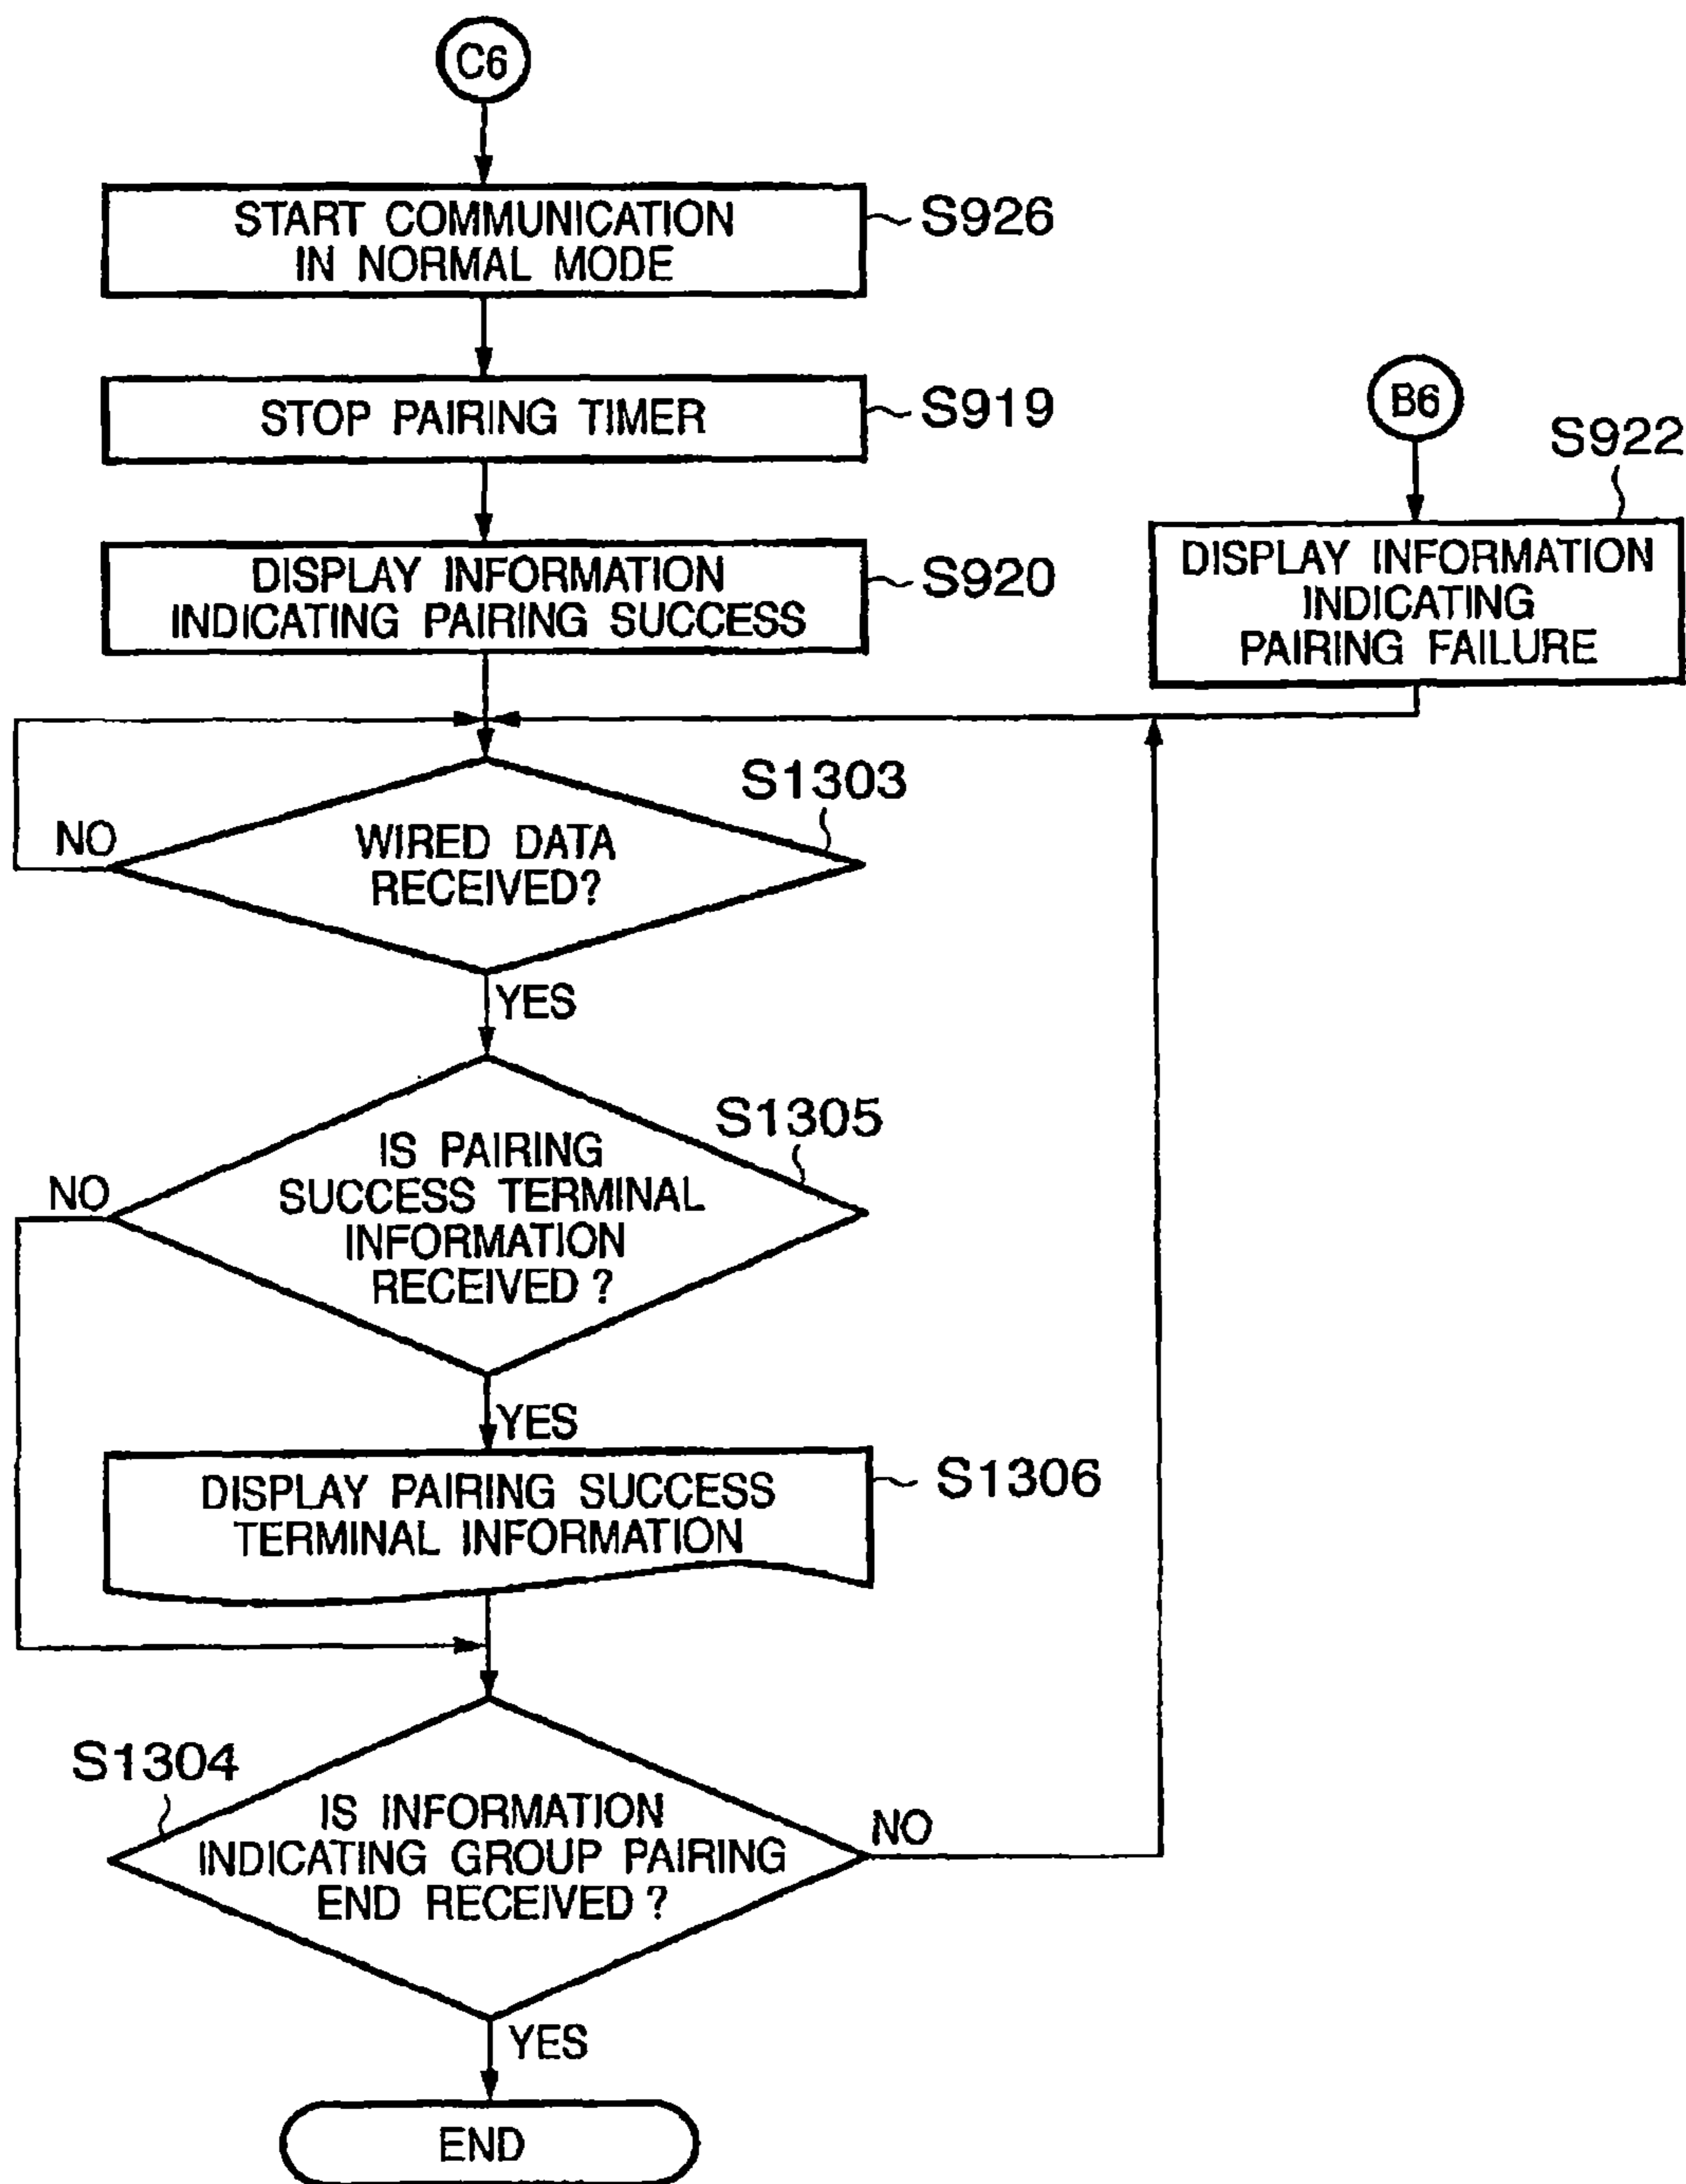 C6
START COMMUNICATION
IN NORMAL MODE
S926
STOP PAIRING TIMER
S919
B6
S922
DISPLAY INFORMATION
INDICATING PAIRING SUCCESS
S920
DISPLAY INFORMATION
INDICATING
PAIRING FAILURE
S1303
NO
WIRED DATA
RECEIVED?
YES
S1305
NO
IS PAIRING
SUCCESS TERMINAL
INFORMATION
RECEIVED ?
YES
DISPLAY PAIRING SUCCESS
TERMINAL INFORMATION
S1306
S1304
IS INFORMATION
INDICATING GROUP PAIRING
END RECEIVED ?
NO
YES
END